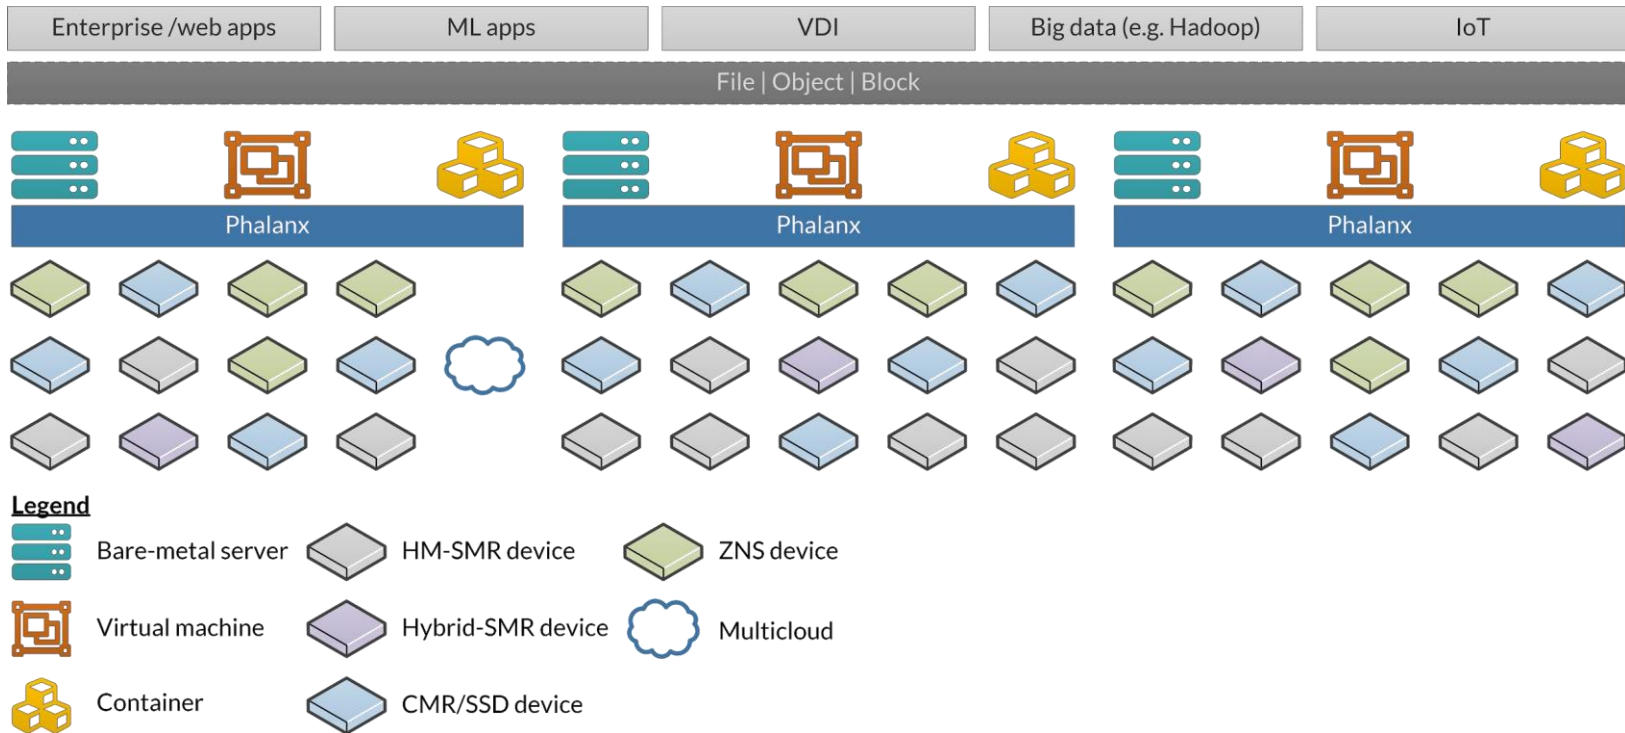 Enterprise /web apps
ML apps
VDI
Big data (e.g. Hadoop)
IoT
File | Object | Block
Phalanx
Phalanx
Phalanx
Legend
Bare-metal server
HM-SMR device
ZNS device
Virtual machine
Hybrid-SMR device
Multicloud
Container
CMR/SSD device